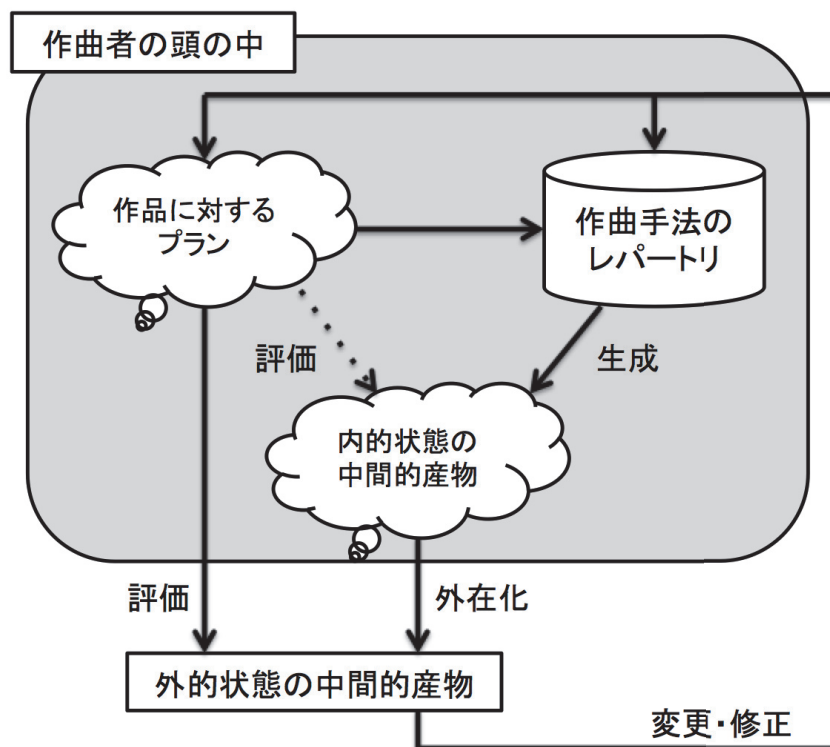 作曲者の頭の中
作品に対する
プラン
作曲手法の
レパートリ
評価
生成
内的状態の
中間的産物
評価
外在化
外的状態の中間的産物
変更・修正